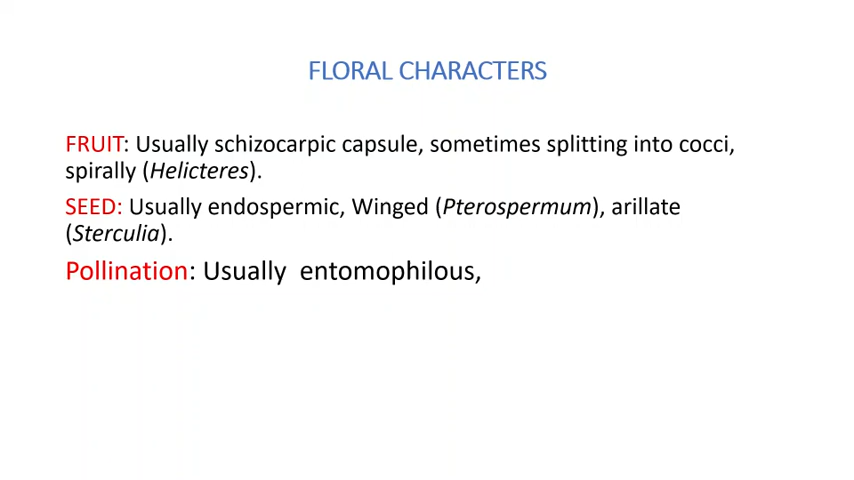 FLORAL CHARACTERS
FRUIT: Usually schizocarpic capsule, sometimes splitting into cocci,
spirally (Helicteres).
SEED: Usually endospermic, Winged (Pterospermum), arillate
(Sterculia).
Pollination: Usually  entomophilous,